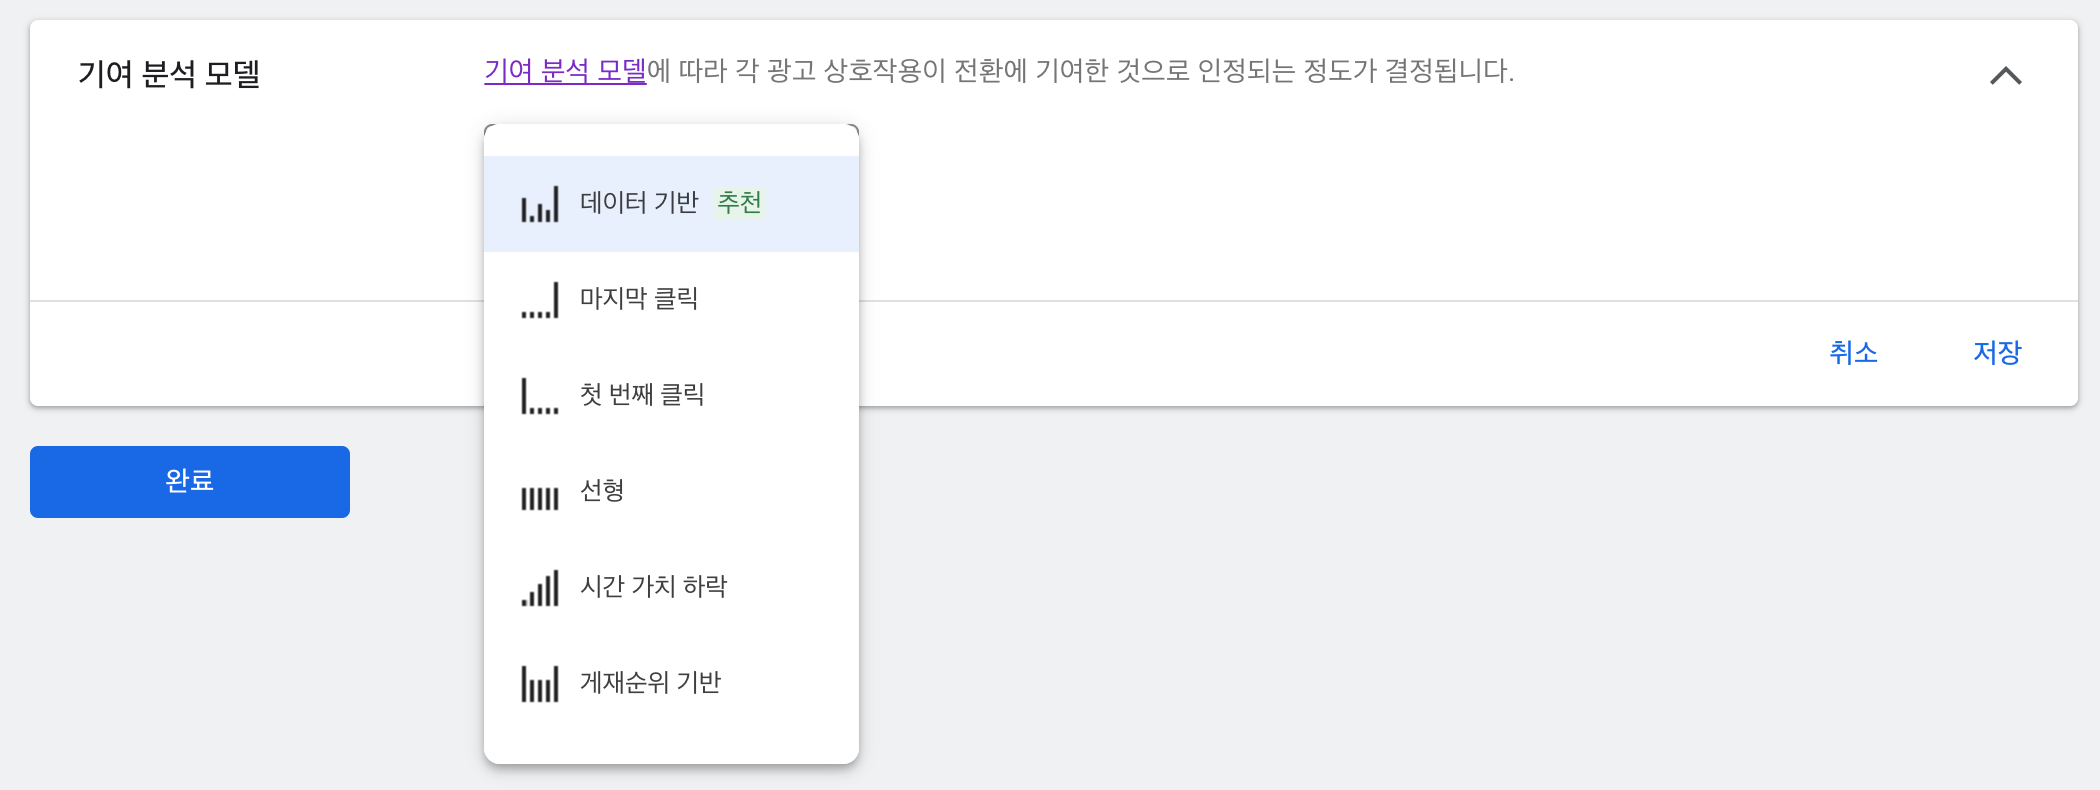 기여 분석 모델
기여 분석 모델에 따라 각 광고 상호작용이 전환에 기여한 것으로 인정되는 정도가 결정됩니다.
데이터 기반 추천
마지막 클릭
첫 번째 클릭
선형
시간 가치 하락
게재순위 기반
취소 저장
완료